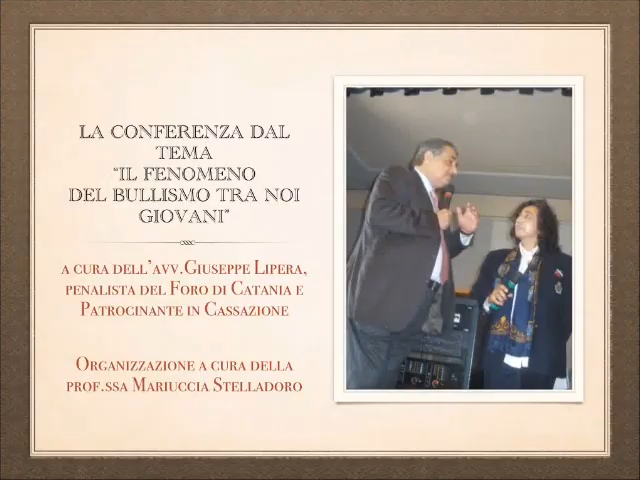 LA CONFERENZA DAL
TEMA
"IL FENOMENO
DEL BULLISMO TRA NOI
GIOVANI"
A CURA DELL'AVV.GIUSEPPE LIPERA,
PENALISTA DEL FORO DI CATANIA E
PATROCINANTE IN CASSAZIONE
ORGANIZZAZIONE A CURA DELLA
PROF.SSA MARIUCCIA STELLADORO